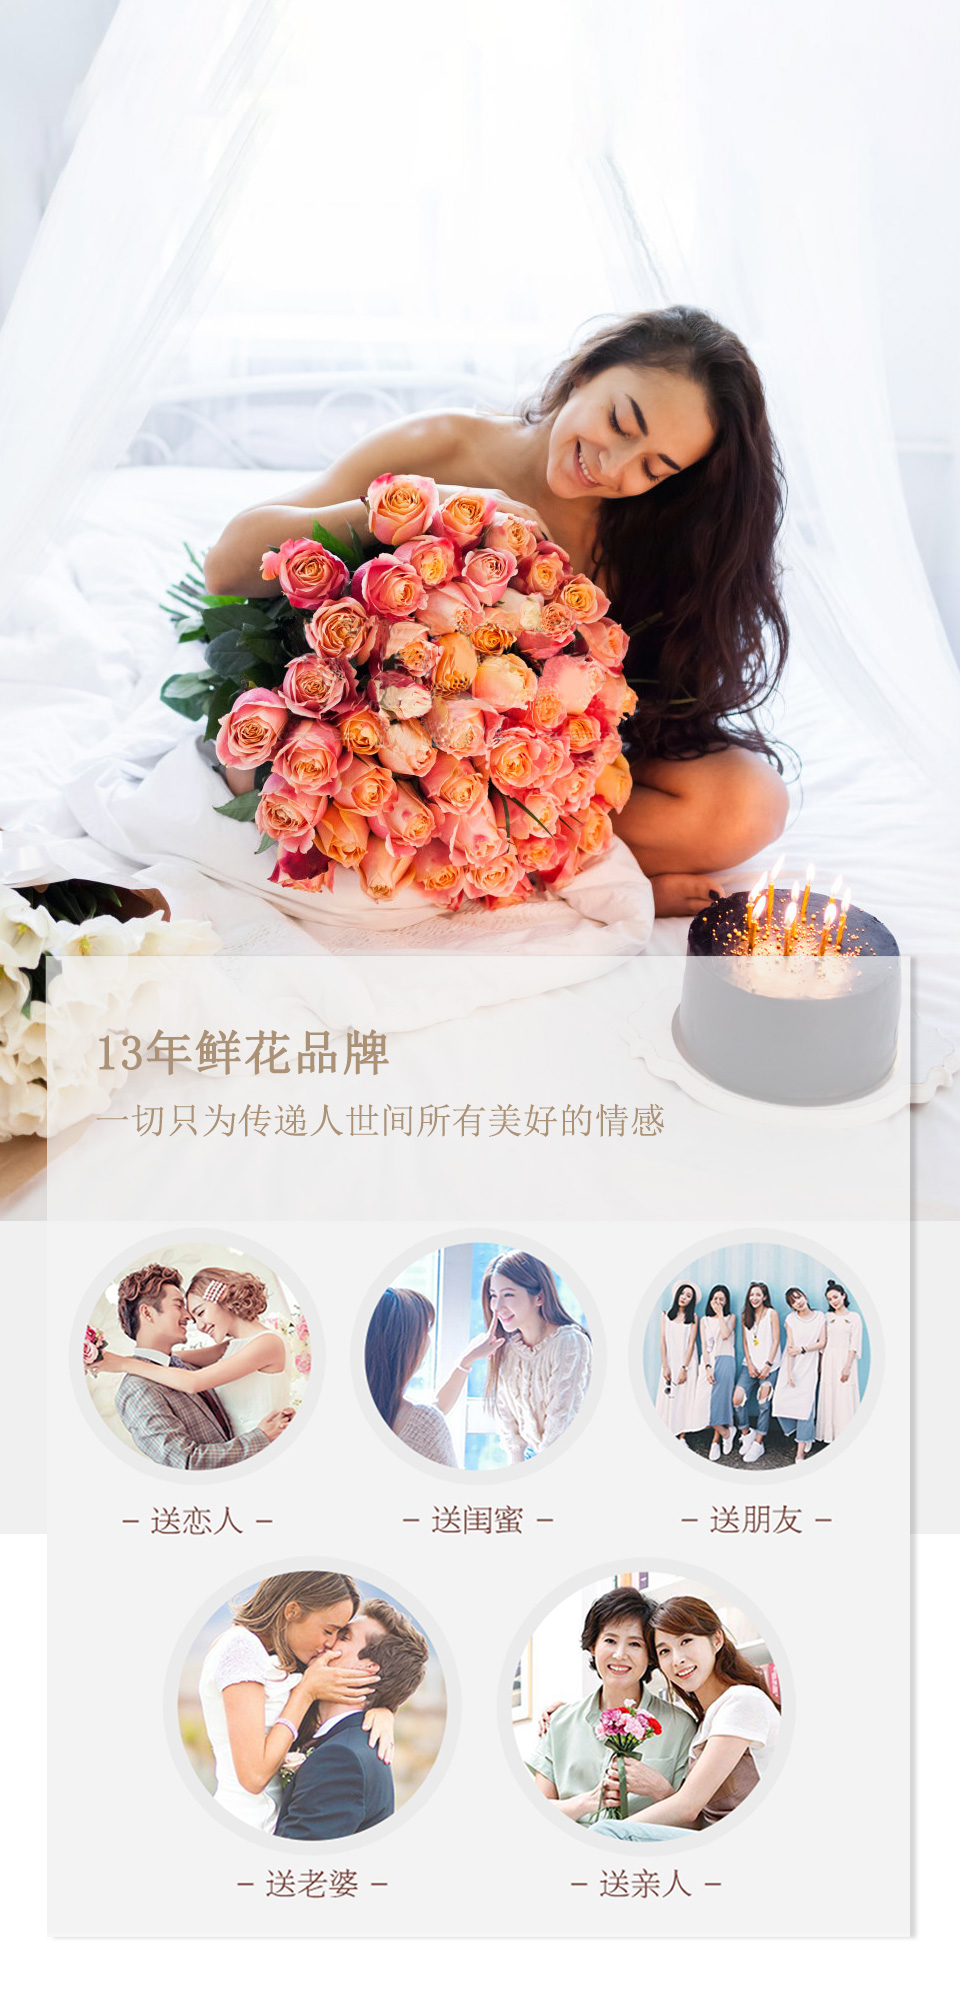 13年鲜花品牌
一切只为传递人世间所有美好的情感
– 送恋人 –
– 送闺蜜 –
– 送朋友 –
– 送老婆 –
– 送亲人 –